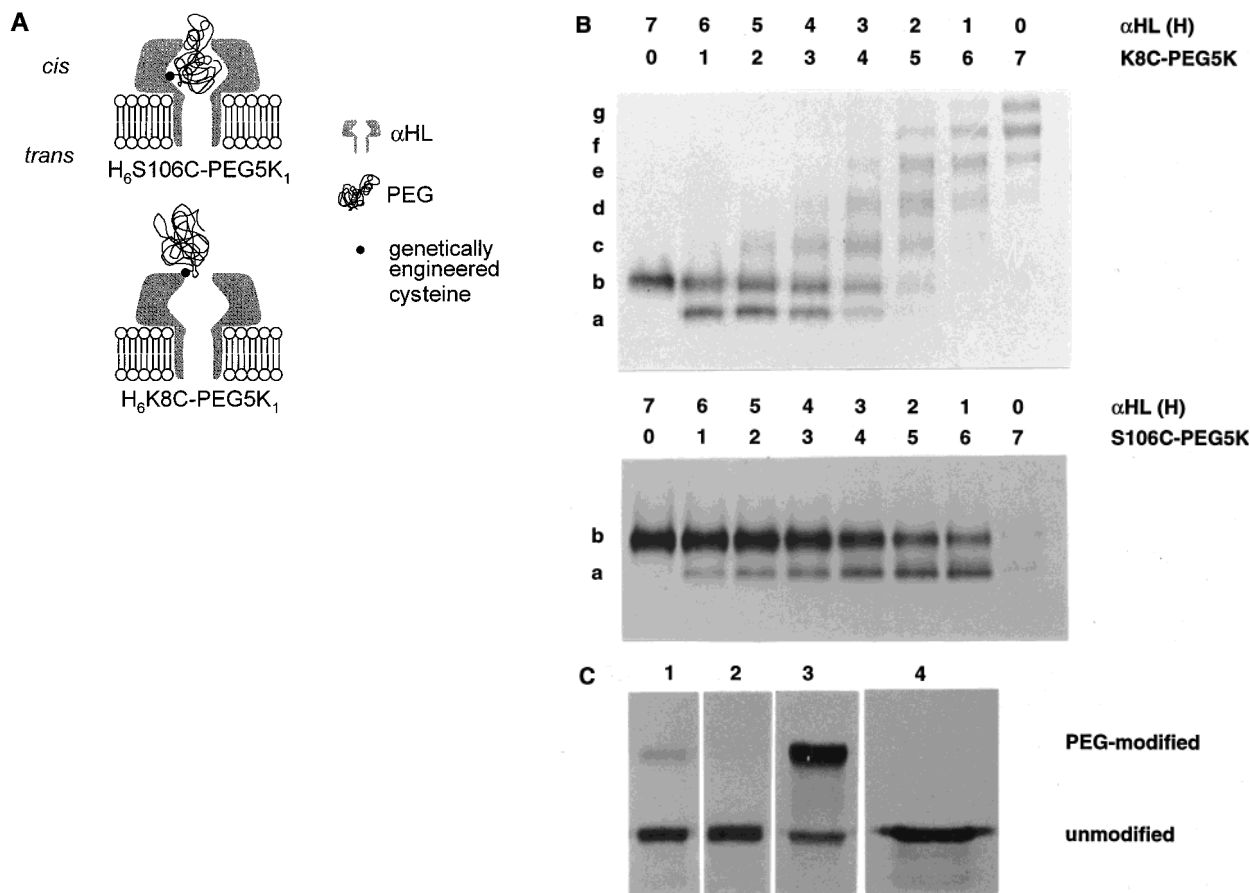 A
cis
trans
H₆S106C-PEG5K₁
H₆K8C-PEG5K₁
αHL
PEG
genetically
engineered
cysteine
B
7 6 5 4 3 2 1 0 αHL (H)
0 1 2 3 4 5 6 7 K8C-PEG5K
g
f
e
d
c
b
a
7 6 5 4 3 2 1 0 αHL (H)
0 1 2 3 4 5 6 7 S106C-PEG5K
b
a
C
1 2 3 4
PEG-modified
unmodified